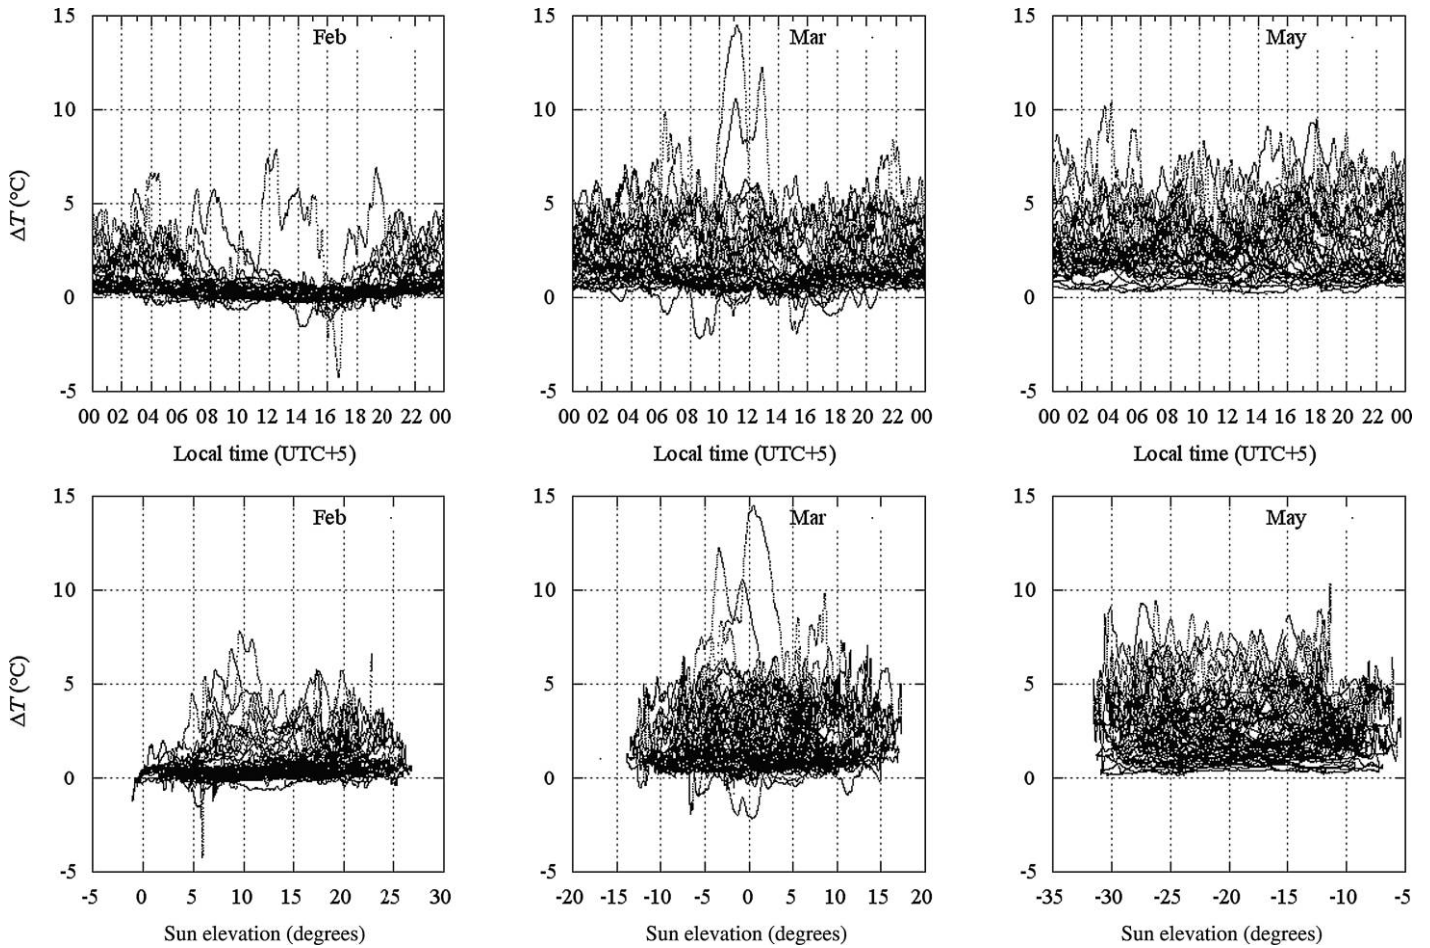 15 15 15
Feb Mar May
10 10 10
ΔT (°C)
5 5 5
0 0 0
-5 -5 -5
00 02 04 06 08 10 12 14 16 18 20 22 00 00 02 04 06 08 10 12 14 16 18 20 22 00 00 02 04 06 08 10 12 14 16 18 20 22 00
Local time (UTC+5) Local time (UTC+5) Local time (UTC+5)
15 15 15
Feb Mar May
10 10 10
ΔT (°C)
5 5 5
0 0 0
-5 -5 -5
-5 0 5 10 15 20 25 30 -20 -15 -10 -5 0 5 10 15 20 -35 -30 -25 -20 -15 -10 -5
Sun elevation (degrees) Sun elevation (degrees) Sun elevation (degrees)